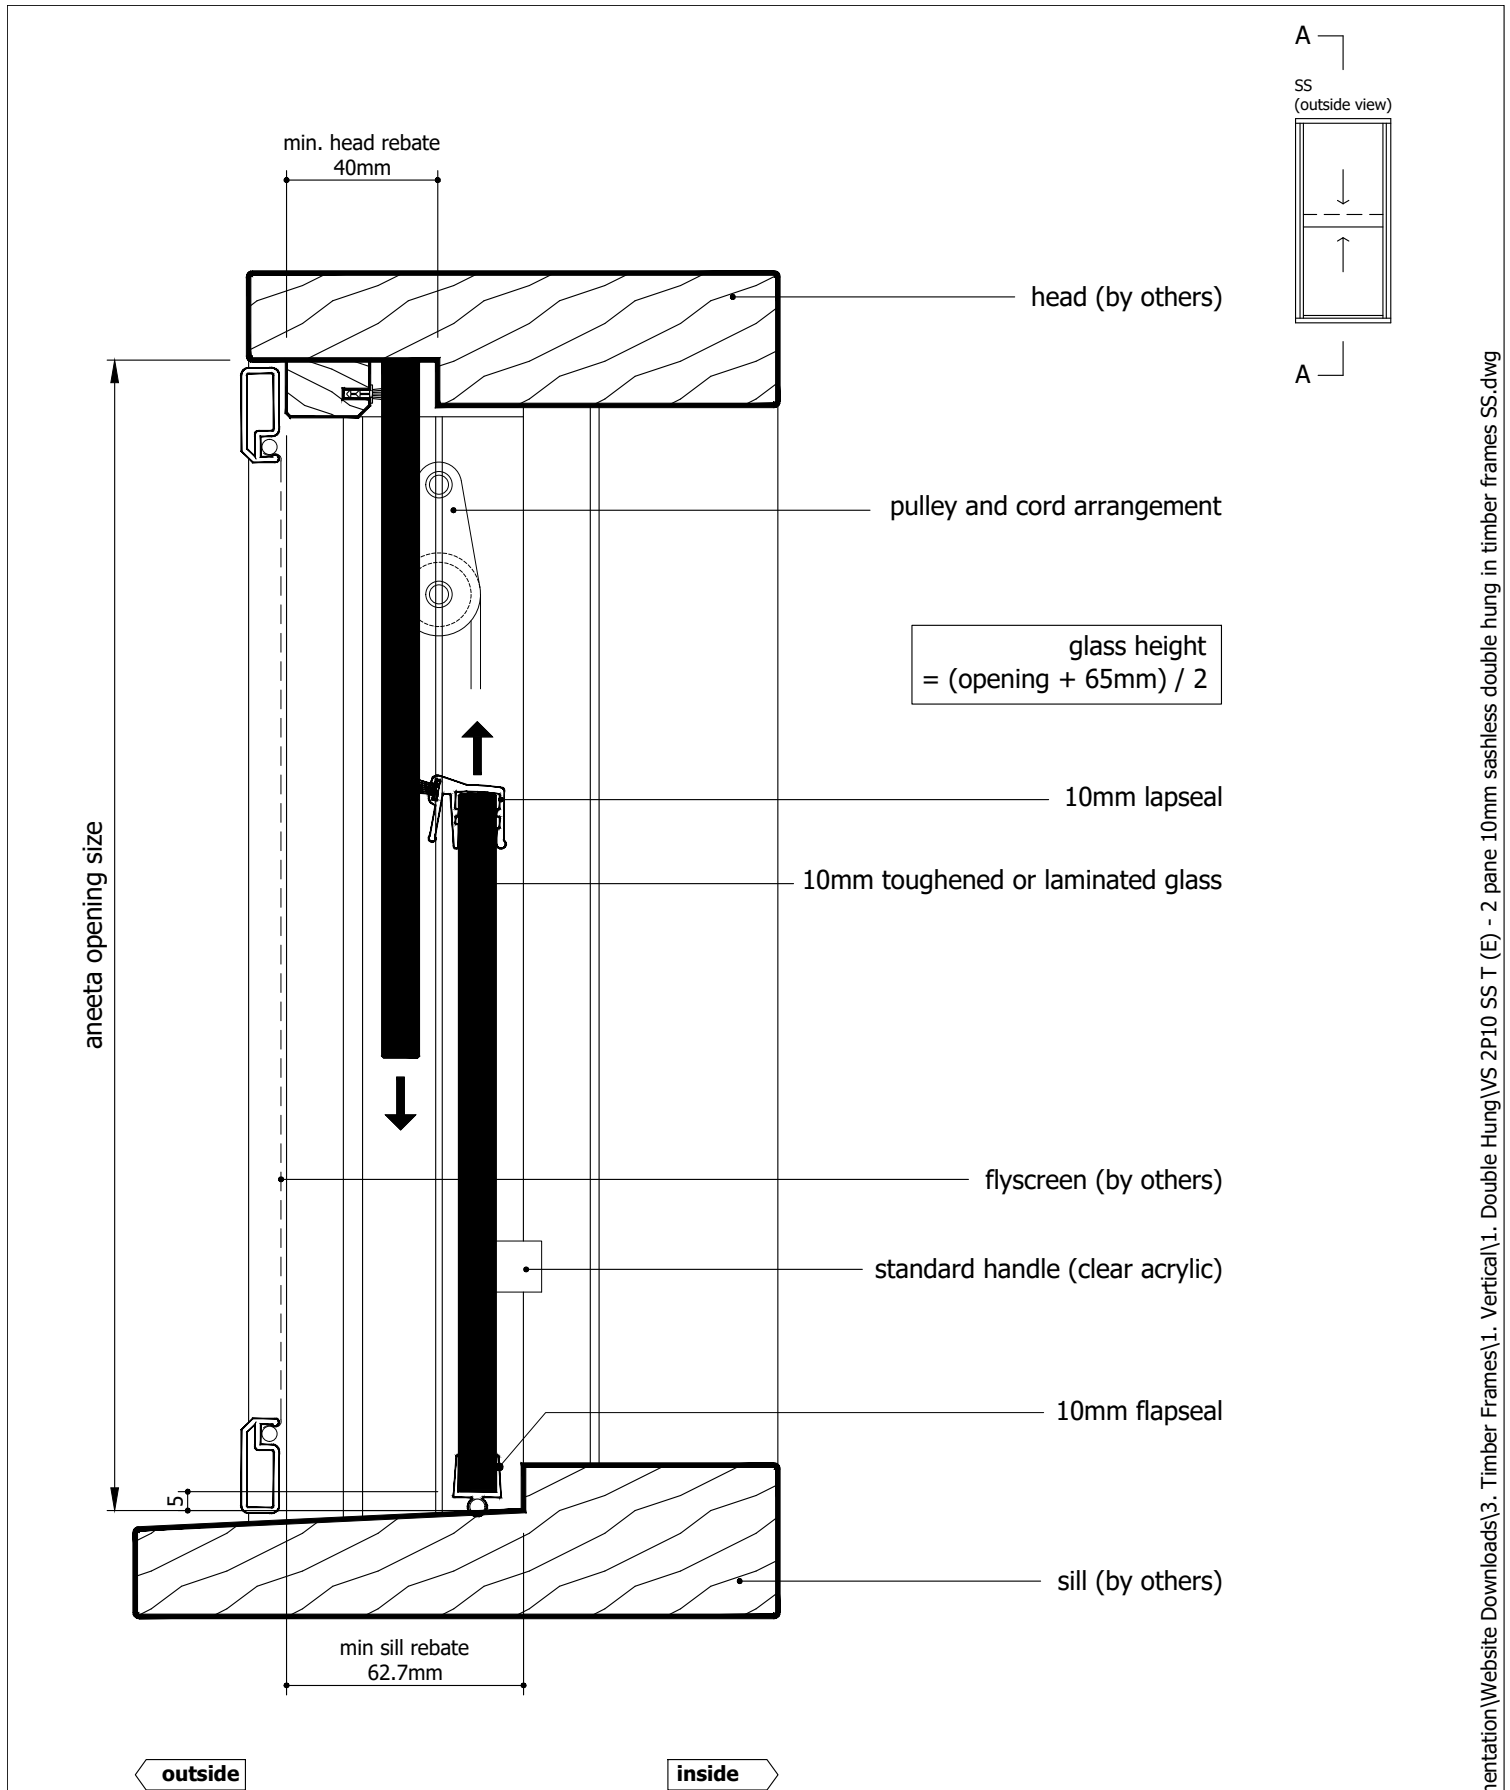 A
SS
(outside view)
A
min. head rebate
40mm
head (by others)
pulley and cord arrangement
glass height
= (opening + 65mm) / 2
10mm lapseal
10mm toughened or laminated glass
aneeta opening size
flyscreen (by others)
standard handle (clear acrylic)
10mm flapseal
5
sill (by others)
min sill rebate
62.7mm
outside
inside
entation\Website Downloads\3. Timber Frames\1. Vertical\1. Double Hung\VS 2P10 SS T (E) - 2 pane 10mm sashless double hung in timber frames SS.dwg